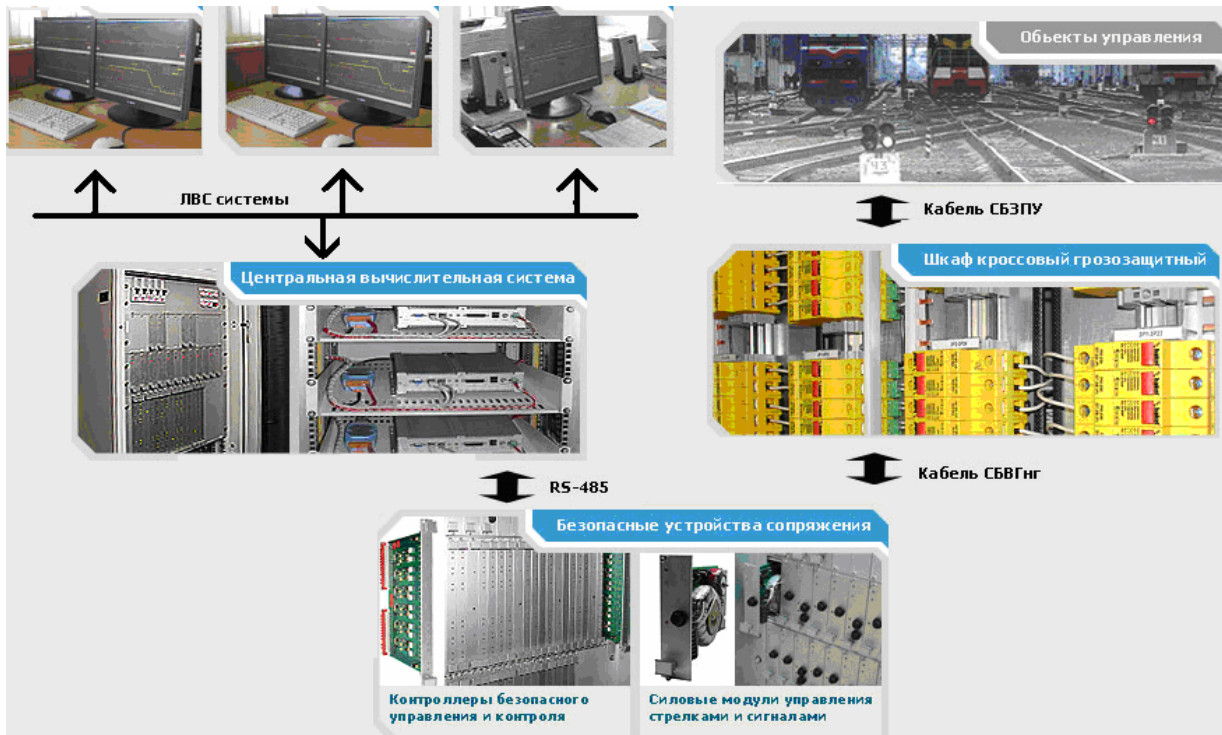 Обьекты управления
ЛВС системы
Кабель СБЗПУ
Центральная вычислительная система
Шкаф кроссовый грозозащитный
RS-485
Кабель СБВГнг
Безопасные устройства сопряжения
Контроллеры безопасного
управления и контроля
Силовые модули управления
стрелками и сигналами